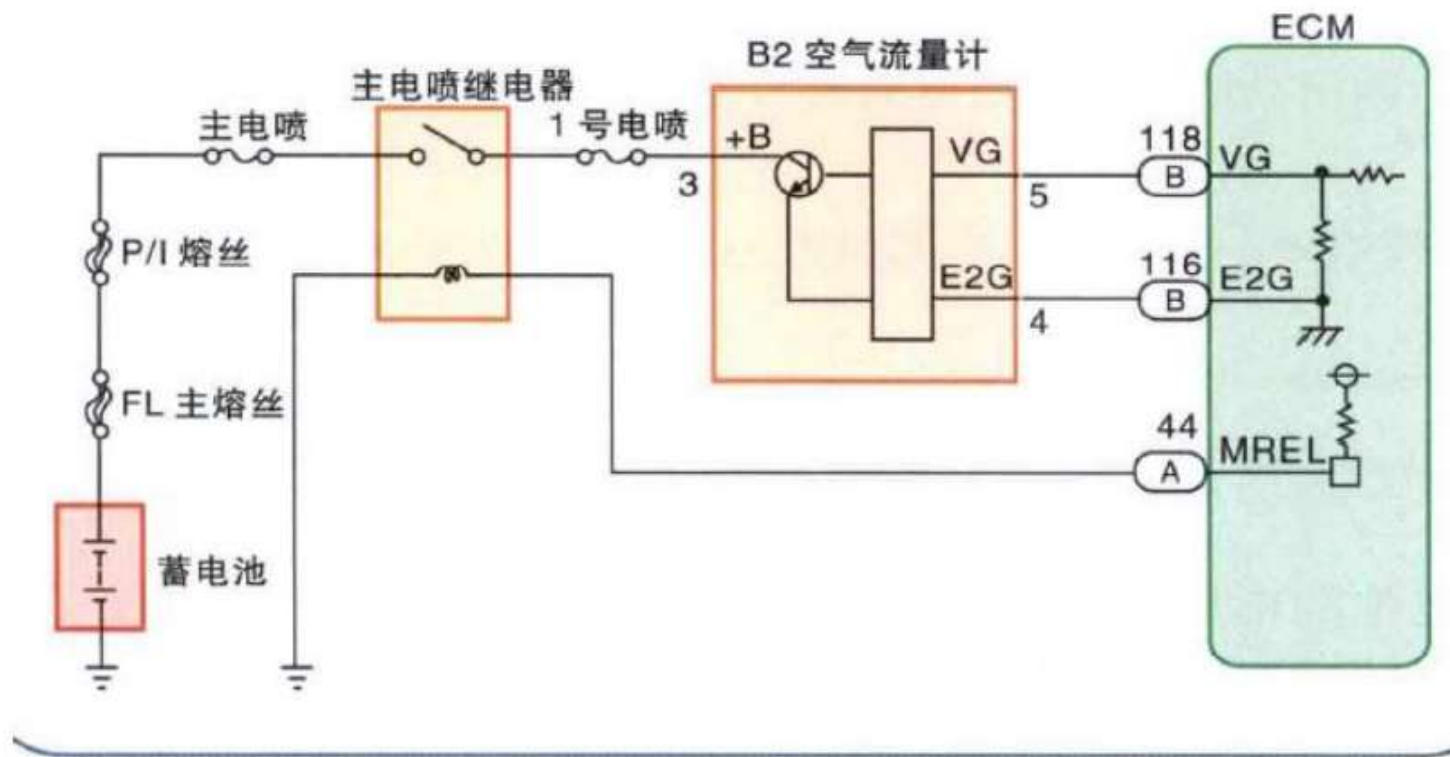 ECM
B2 空气流量计
主电喷继电器
主电喷
1号电喷
+B
VG
118
VG
3
5
B
P/I 熔丝
E2G
116
E2G
4
B
FL 主熔丝
44
MREL
A
蓄电池